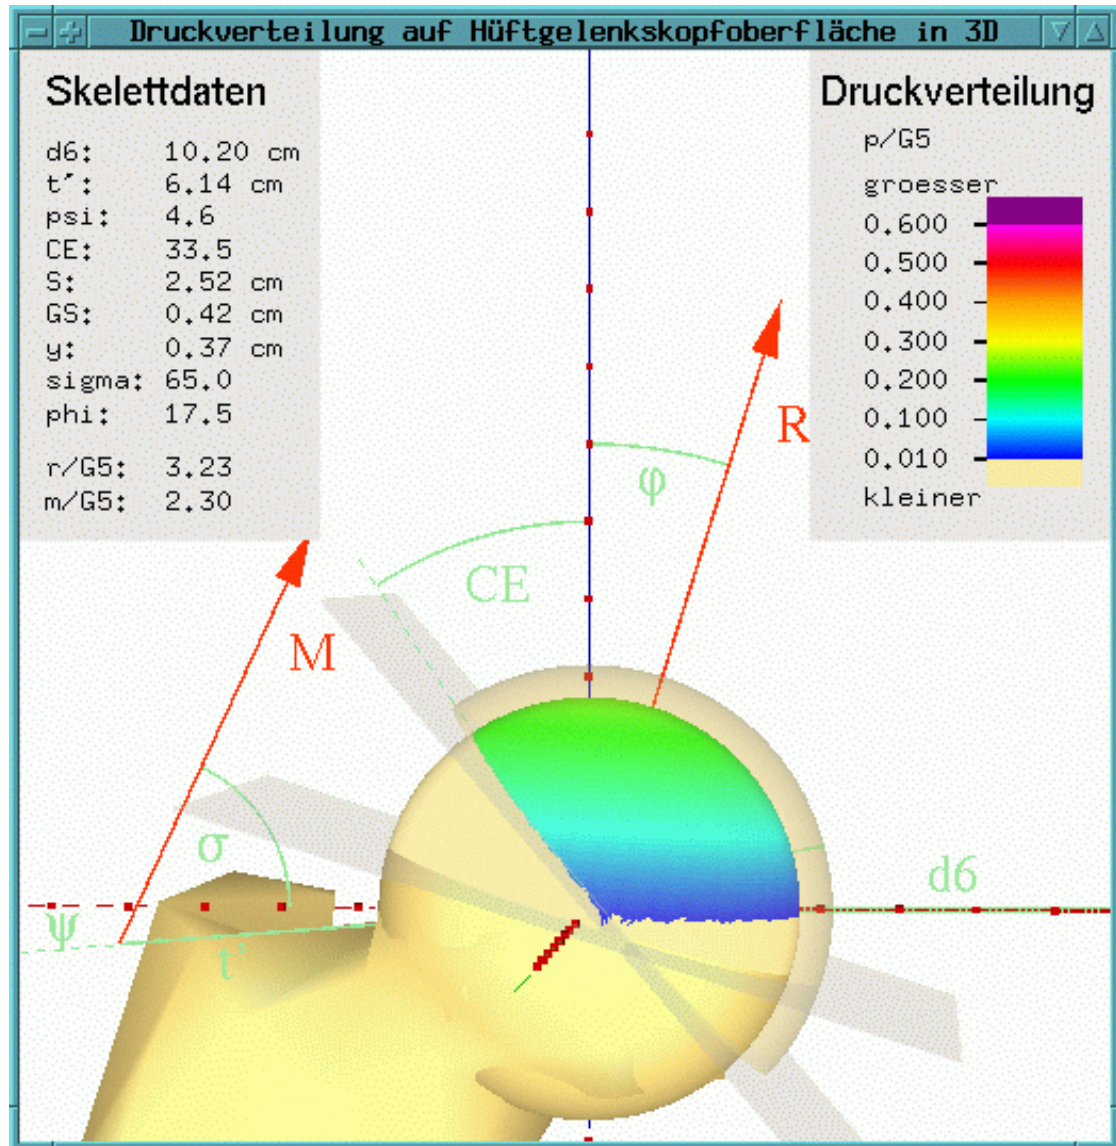 Druckverteilung auf Hüftgelenkskopfoberfläche in 3D
Skelettdaten
d6: 10.20 cm
t': 6.14 cm
psi: 4.6
CE: 33.5
S: 2.52 cm
GS: 0.42 cm
y: 0.37 cm
sigma: 65.0
phi: 17.5
r/G5: 3.23
m/G5: 2.30
Druckverteilung
p/G5
groesser
0.600
0.500
0.400
0.300
0.200
0.100
0.010
kleiner
R
φ
CE
M
σ
d6
ψ
t'